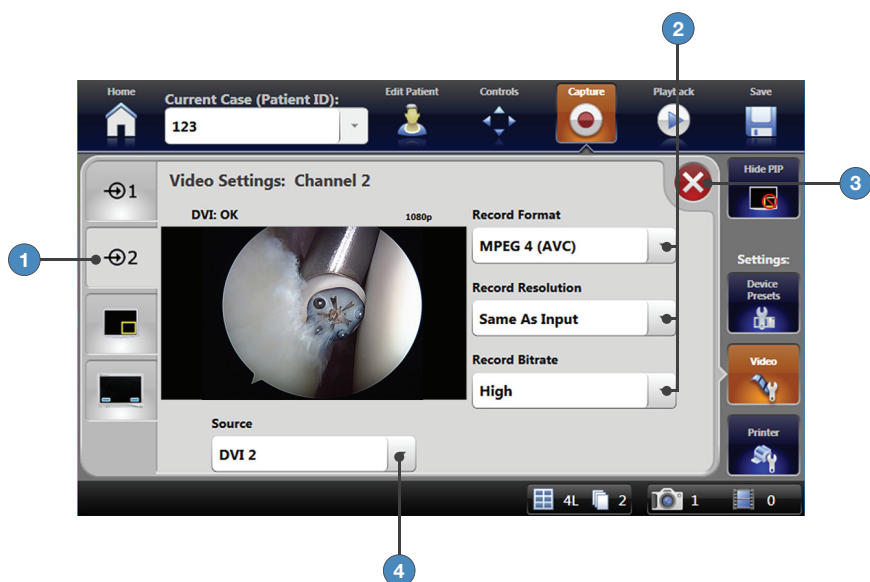 2
Home
Current Case (Patient ID):
Edit Patient
Controls
Capture
Playback
Save
123
1
Video Settings: Channel 2
3
Hide PIP
DVI: OK
1080p
Record Format
MPEG 4 (AVC)
1
2
Settings:
Record Resolution
Device
Presets
Same As Input
Record Bitrate
Video
High
Source
Printer
DVI 2
4L
2
1
0
4